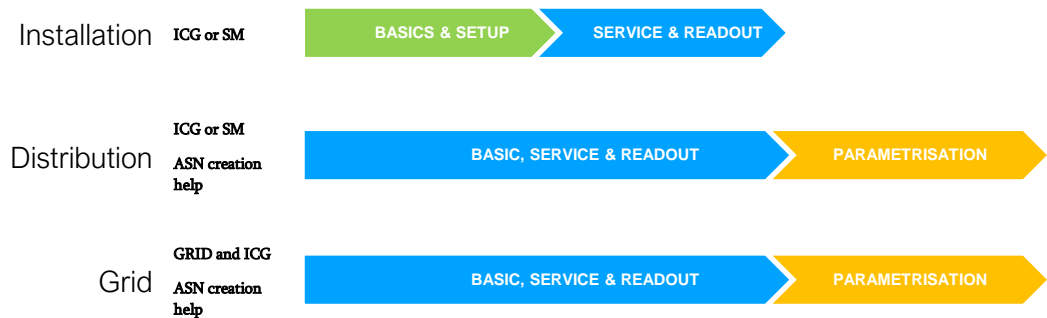 Installation
ICG or SM
BASICS & SETUP
SERVICE & READOUT
Distribution
ICG or SM
ASN creation
help
BASIC, SERVICE & READOUT
PARAMETRISATION
Grid
GRID and ICG
ASN creation
help
BASIC, SERVICE & READOUT
PARAMETRISATION